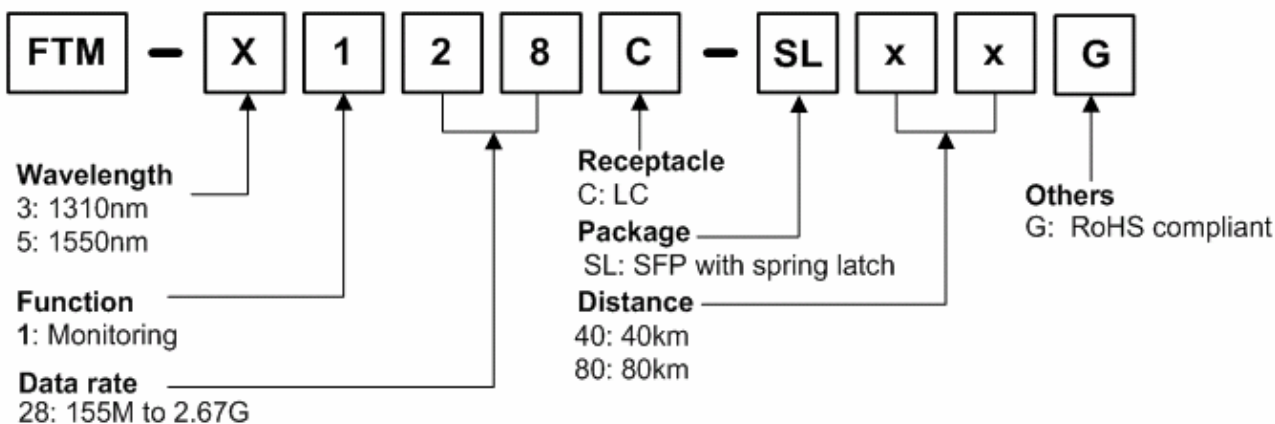 FTM – X 1 2 8 C – SL x x G
Wavelength
3: 1310nm
5: 1550nm
Function
1: Monitoring
Data rate
28: 155M to 2.67G
Receptacle
C: LC
Package
SL: SFP with spring latch
Distance
40: 40km
80: 80km
Others
G: RoHS compliant